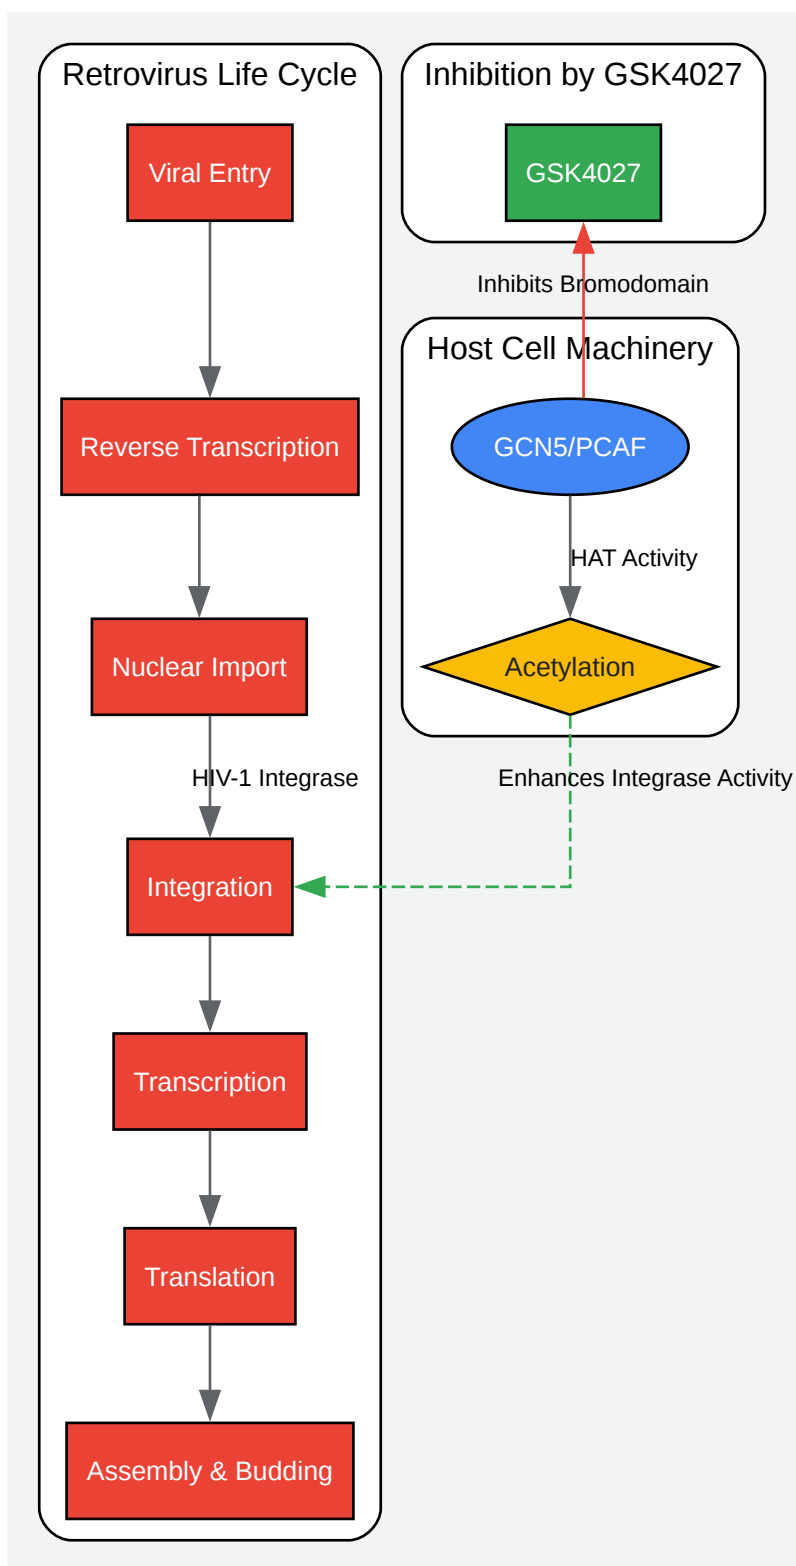 Retrovirus Life Cycle
Viral Entry
Reverse Transcription
Nuclear Import
HIV-1 Integrase
Integration
Transcription
Translation
Assembly & Budding
Inhibition by GSK4027
GSK4027
Inhibits Bromodomain
Host Cell Machinery
GCN5/PCAF
HAT Activity
Acetylation
Enhances Integrase Activity